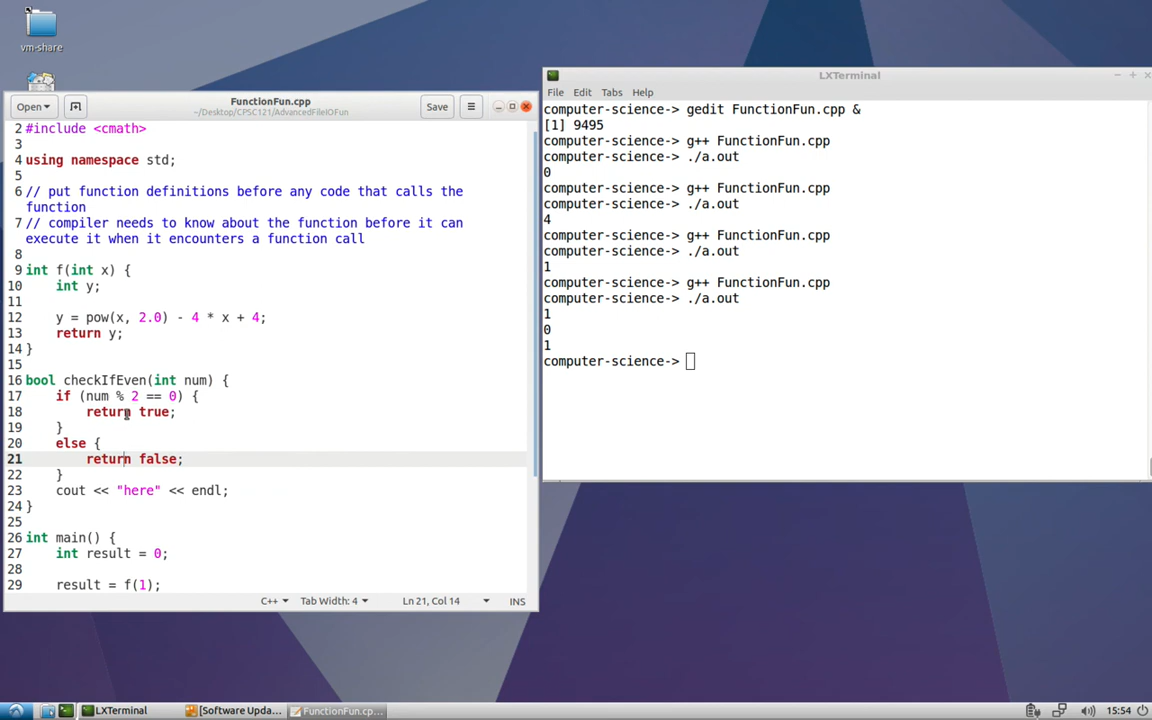 vm-share
Open
FunctionFun.cpp
~/Desktop/CPSC121/AdvancedFileIOFun
Save
2 #include <cmath>
3
4 using namespace std;
5
6 // put function definitions before any code that calls the
function
7 // compiler needs to know about the function before it can
execute it when it encounters a function call
8
9 int f(int x) {
10 int y;
11
12 y = pow(x, 2.0) - 4 * x + 4;
13 return y;
14 }
15
16 bool checkIfEven(int num) {
17 if (num % 2 == 0) {
18 return true;
19 }
20 else {
21 return false;
22 }
23 cout << "here" << endl;
24 }
25
26 int main() {
27 int result = 0;
28
29 result = f(1);
C++ Tab Width: 4 Ln 21, Col 14 INS
LXTerminal
File Edit Tabs Help
computer-science-> gedit FunctionFun.cpp &
[1] 9495
computer-science-> g++ FunctionFun.cpp
computer-science-> ./a.out
0
computer-science-> g++ FunctionFun.cpp
computer-science-> ./a.out
4
computer-science-> g++ FunctionFun.cpp
computer-science-> ./a.out
1
computer-science-> g++ FunctionFun.cpp
computer-science-> ./a.out
1
0
1
computer-science->
LXTerminal [Software Upda... FunctionFun.cp... 15:54